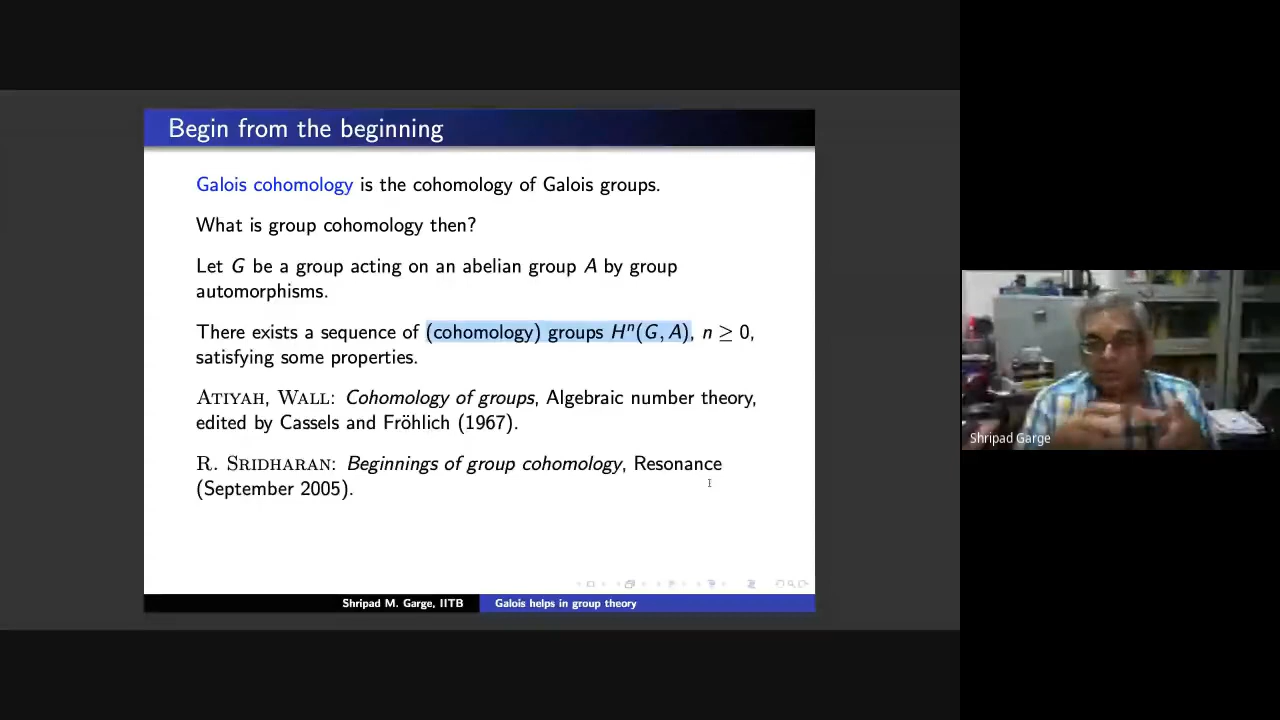 Begin from the beginning
Galois cohomology is the cohomology of Galois groups.
What is group cohomology then?
Let G be a group acting on an abelian group A by group
automorphisms.
There exists a sequence of (cohomology) groups Hⁿ(G, A), n ≥ 0,
satisfying some properties.
ATIYAH, WALL: Cohomology of groups, Algebraic number theory,
edited by Cassels and Fröhlich (1967).
R. SRIDHARAN: Beginnings of group cohomology, Resonance
(September 2005).
Shripad M. Garge, IITB
Galois helps in group theory
Shripad Garge